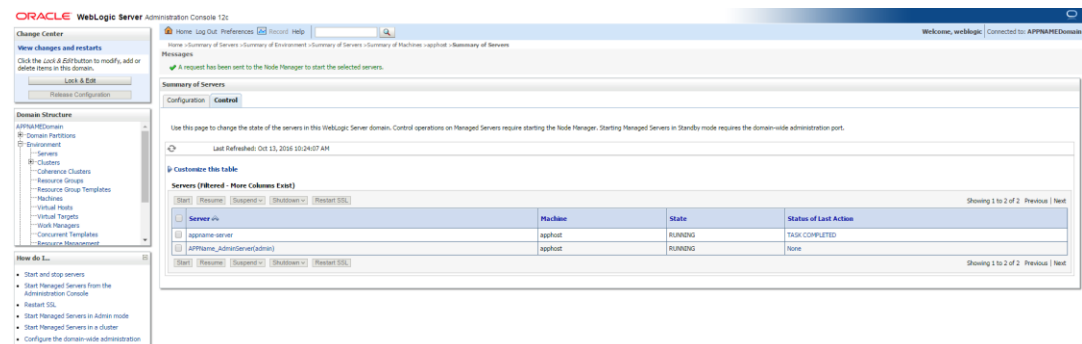 ORACLE WebLogic Server Administration Console 12c
Change Center
View changes and restarts
Click the Lock & Edit button to modify, add or
delete items in this domain.
Lock & Edit
Release Configuration
Domain Structure
APPNAMEDomain
Domain Partitions
Environment
Servers
Clusters
Coherence Clusters
Resource Groups
Resource Group Templates
Machines
Virtual Hosts
Virtual Targets
Work Managers
Concurrent Templates
Resource Management
How do I...
Start and stop servers
Start Managed Servers from the
Administration Console
Restart SSL
Start Managed Servers in Admin mode
Start Managed Servers in a cluster
Configure the domain-wide administration
Home Log Out Preferences Record Help
Welcome, weblogic Connected to: APPNAMEDomain
Home >Summary of Servers >Summary of Environment >Summary of Servers >Summary of Machines >apphost >Summary of Servers
Messages
A request has been sent to the Node Manager to start the selected servers.
Summary of Servers
Configuration Control
Use this page to change the state of the servers in this WebLogic Server domain. Control operations on Managed Servers require starting the Node Manager. Starting Managed Servers in Standby mode requires the domain-wide administration port.
Last Refreshed: Oct 13, 2016 10:24:07 AM
Customize this table
Servers (Filtered - More Columns Exist)
Start Resume Suspend Shutdown Restart SSL
Showing 1 to 2 of 2 Previous | Next
Server Machine State Status of Last Action
appname-server apphost RUNNING TASK COMPLETED
APPName_AdminServer(admin) apphost RUNNING None
Start Resume Suspend Shutdown Restart SSL
Showing 1 to 2 of 2 Previous | Next